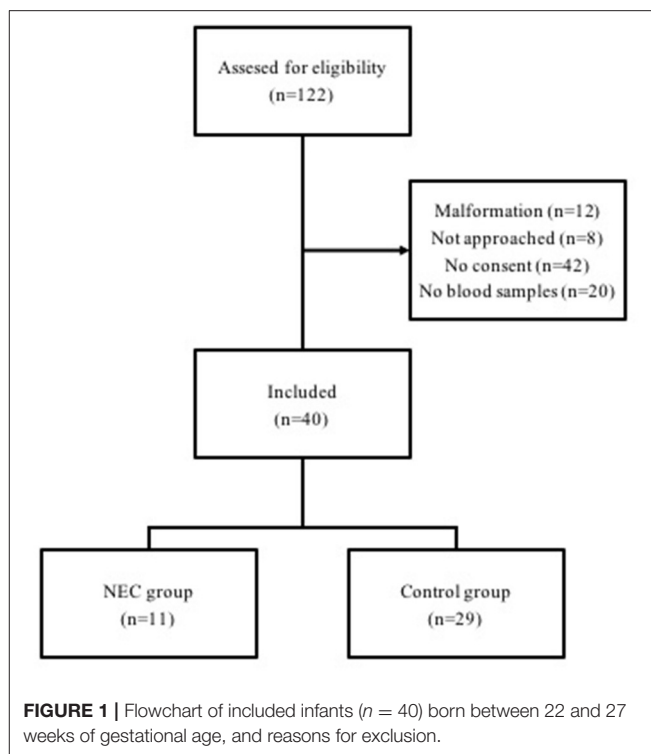 Assesed for eligibility
(n=122)
Malformation (n=12)
Not approached (n=8)
No consent (n=42)
No blood samples (n=20)
Included
(n=40)
NEC group
(n=11)
Control group
(n=29)
FIGURE 1 | Flowchart of included infants (n = 40) born between 22 and 27
weeks of gestational age, and reasons for exclusion.